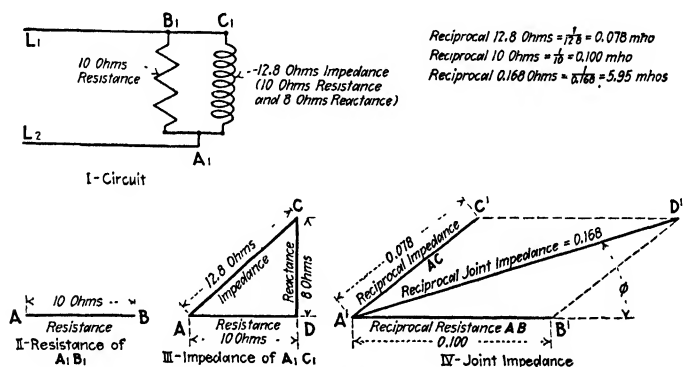 B1 C1
L1
10 Ohms
Resistance
12.8 Ohms Impedance
(10 Ohms Resistance
and 8 Ohms Reactance)
L2
A1
I-Circuit
Reciprocal 12.8 Ohms = 1/12.8 = 0.078 mho
Reciprocal 10 Ohms = 1/10 = 0.100 mho
Reciprocal 0.168 Ohms = 1/0.168 = 5.95 mhos
10 Ohms
A B
Resistance
II-Resistance of
A1 B1
C
12.8 Ohms
Impedance
Reactance
8 Ohms
A D
Resistance
10 Ohms
III-Impedance of A1 C1
C' D'
0.078
Reciprocal Impedance
AC
Reciprocal Joint Impedance = 0.168
ø
A' B'
Reciprocal Resistance AB
0.100
IV-Joint Impedance